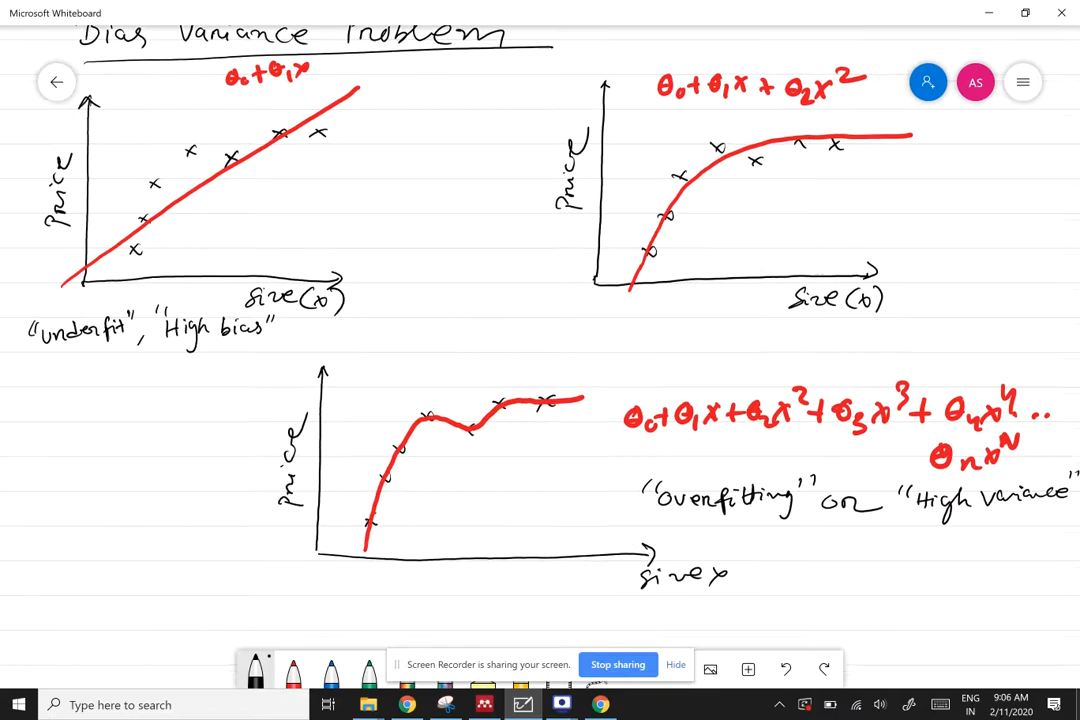 Microsoft Whiteboard
Bias Variance Problem
θ₀+θ₁x
Price
size(x)
"underfit", "High bias"
θ₀+θ₁x+θ₂x²
AS
Price
size(x)
Price
size x
θ₀+θ₁x+θ₂x²+θ₃x³+θ₄x⁴..
θₙxᴺ
"Overfitting" or "High variance"
Screen Recorder is sharing your screen.
Stop sharing
Hide
Type here to search
ENG
IN
9:06 AM
2/11/2020